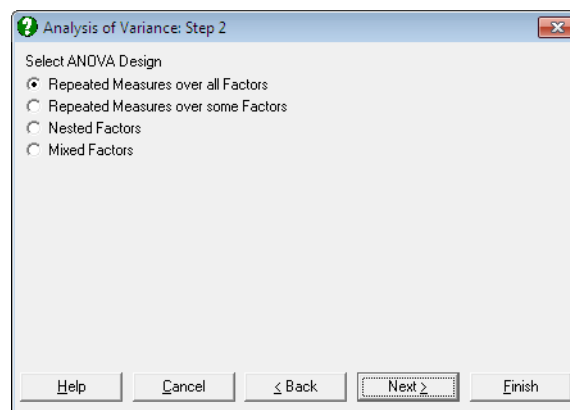 Analysis of Variance: Step 2
Select ANOVA Design
Repeated Measures over all Factors
Repeated Measures over some Factors
Nested Factors
Mixed Factors
Help Cancel < Back Next > Finish